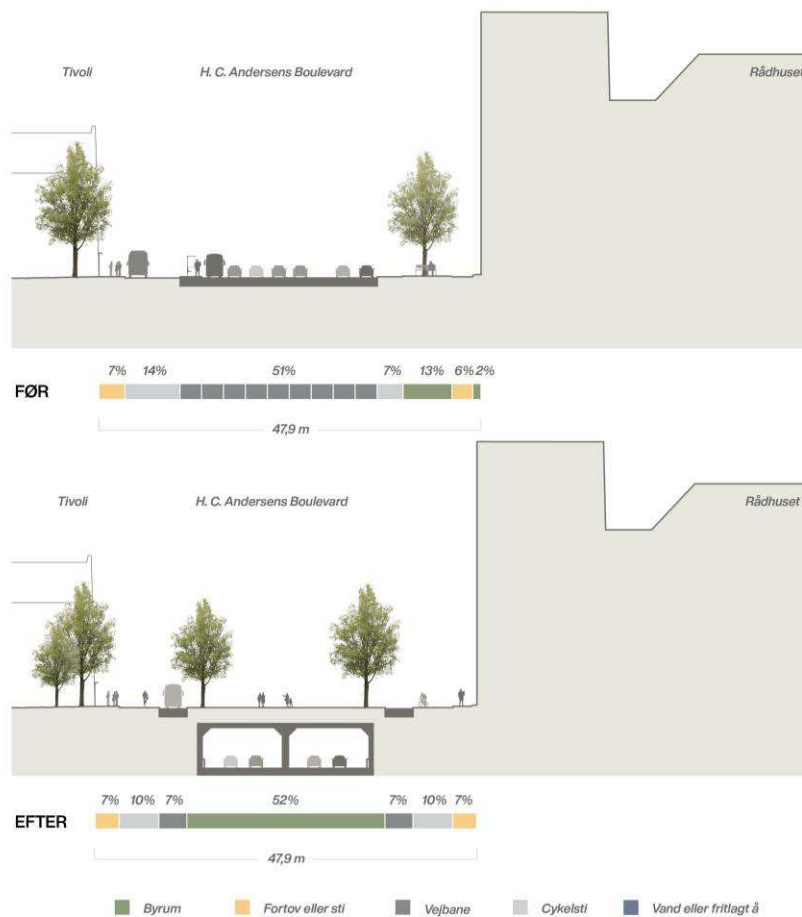 Tivoli H. C. Andersens Boulevard Rådhuset
7% 14% 51% 7% 13% 6% 2%
FØR
47,9 m
Tivoli H. C. Andersens Boulevard Rådhuset
7% 10% 7% 52% 7% 10% 7%
EFTER
47,9 m
Byrum Fortov eller sti Vejbane Cykelsti Vand eller fritlagt å